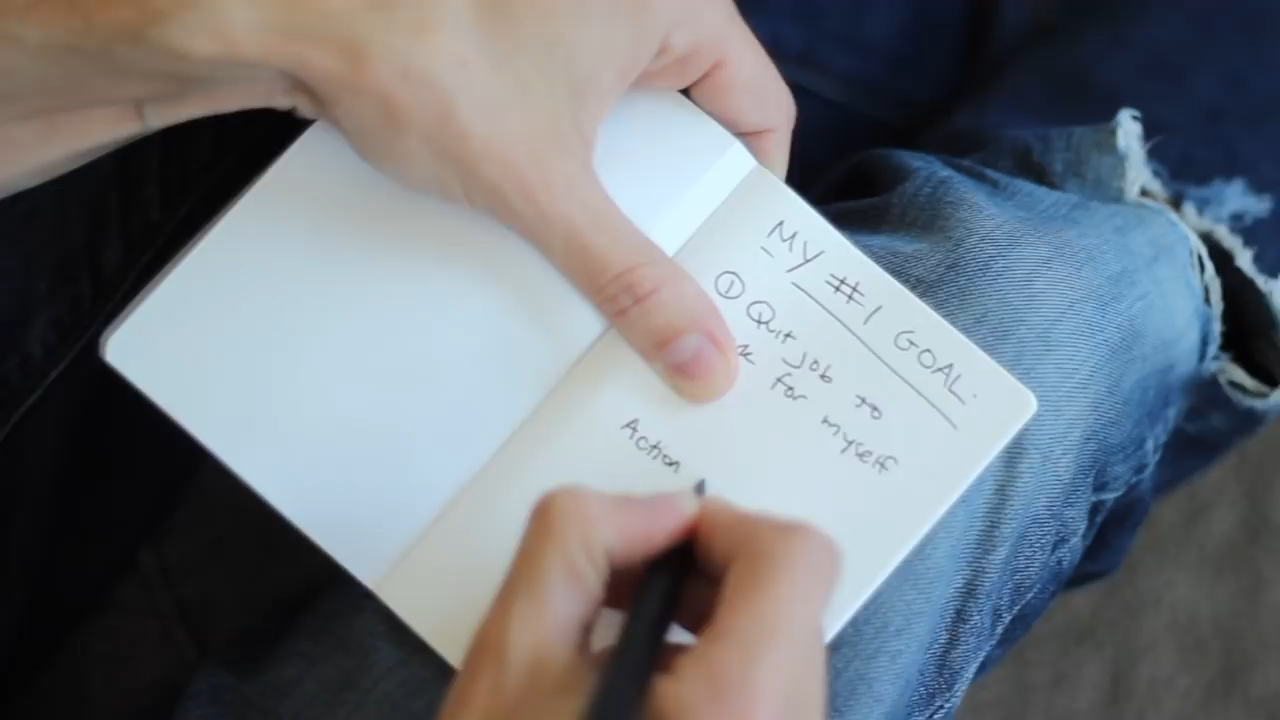 MY #1 GOAL.
① Quit job to
for myself
Action